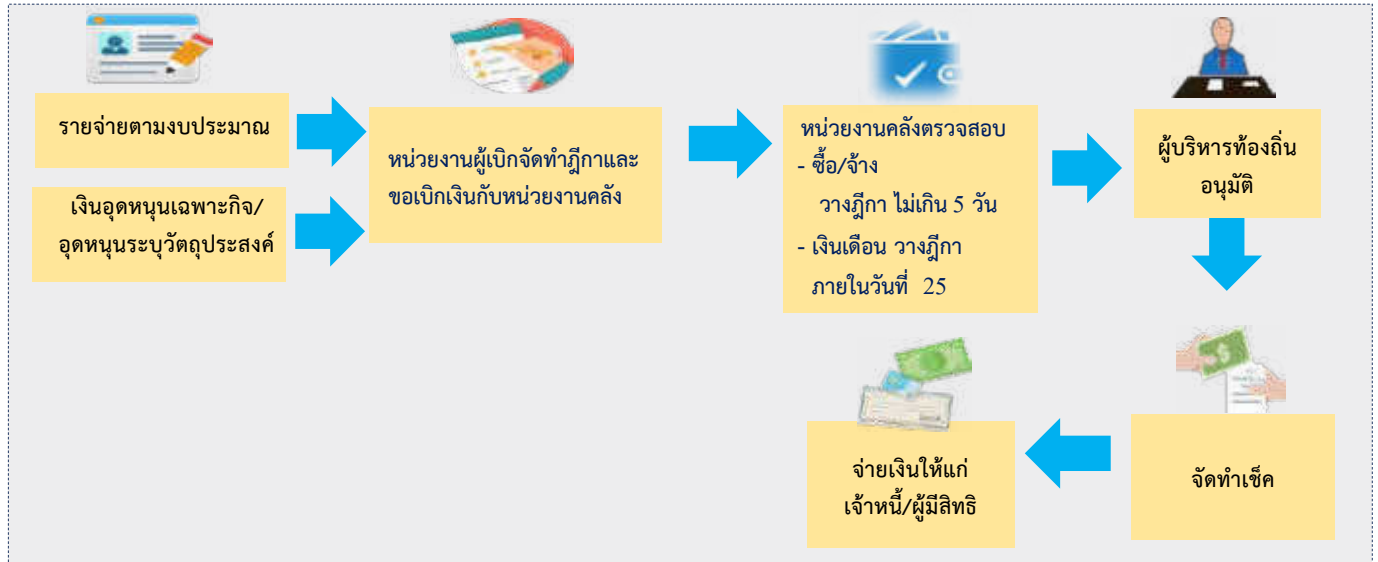 รายจ่ายตามงบประมาณ
เงินอุดหนุนเฉพาะกิจ/
อุดหนุนระบุวัตถุประสงค์
หน่วยงานผู้เบิกจัดทำฎีกาและ
ขอเบิกเงินกับหน่วยงานคลัง
หน่วยงานคลังตรวจสอบ
- ซื้อ/จ้าง
วางฎีกา ไม่เกิน 5 วัน
- เงินเดือน วางฎีกา
ภายในวันที่ 25
ผู้บริหารท้องถิ่น
อนุมัติ
จัดทำเช็ค
จ่ายเงินให้แก่
เจ้าหนี้/ผู้มีสิทธิ